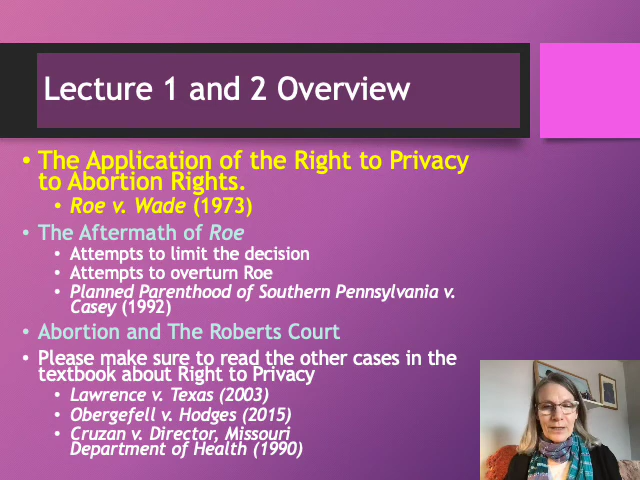 Lecture 1 and 2 Overview
• The Application of the Right to Privacy
to Abortion Rights.
• Roe v. Wade (1973)
• The Aftermath of Roe
• Attempts to limit the decision
• Attempts to overturn Roe
• Planned Parenthood of Southern Pennsylvania v.
Casey (1992)
• Abortion and The Roberts Court
• Please make sure to read the other cases in the
textbook about Right to Privacy
• Lawrence v. Texas (2003)
• Obergefell v. Hodges (2015)
• Cruzan v. Director, Missouri
Department of Health (1990)